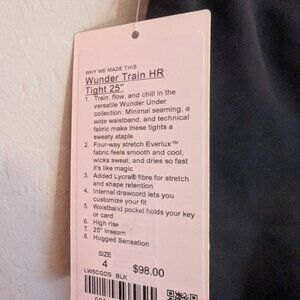 WHY WE MADE THIS
Wunder Train HR
Tight 25"
1. Train, flow, and chill in the
versatile Wunder Under
collection. Minimal seaming, a
wide waistband, and technical
fabric make these tights a
sweaty staple
2. Four-way stretch Everlux™
fabric feels smooth and cool,
wicks sweat, and dries so fast
it's like magic
3. Added Lycra® fibre for stretch
and shape retention
4. Internal drawcord lets you
customize your fit
5. Waistband pocket holds your key
or card
6. High rise
7. 25" inseam
8. Hugged Sensation
SIZE
4 $98.00
LW5CQDS BLK